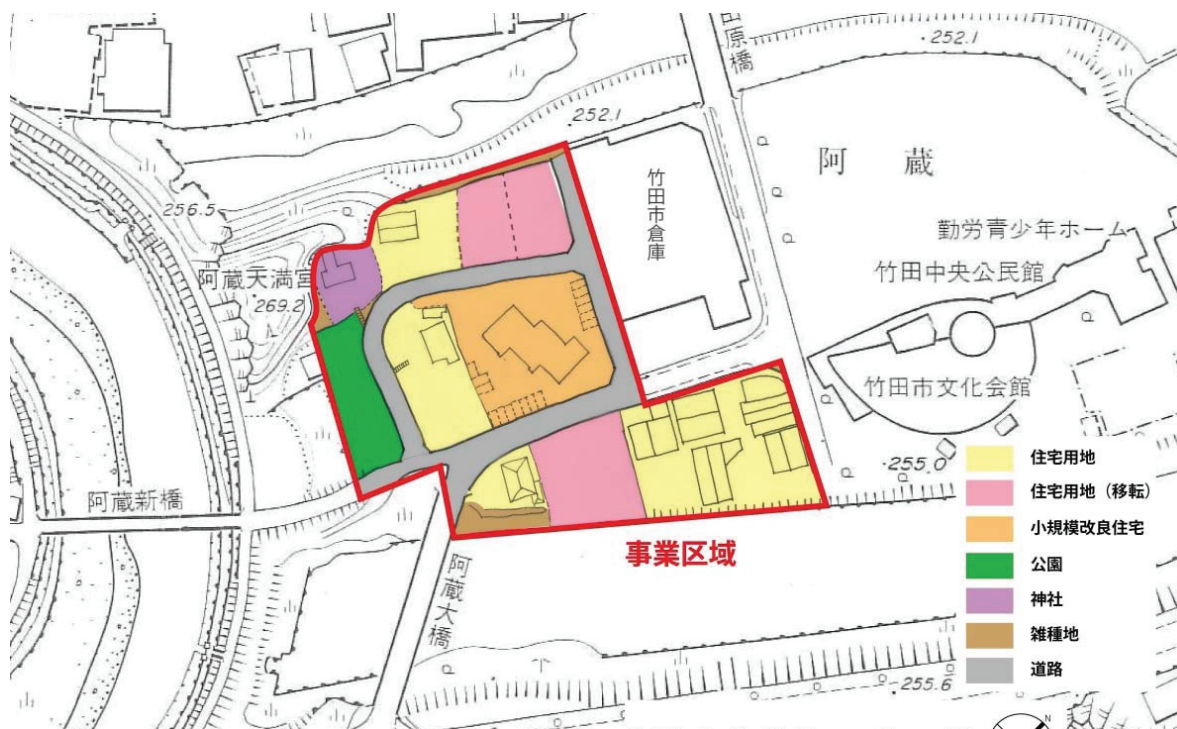 田原橋
252.1
252.1
阿蔵
竹田市倉庫
256.5
勤労青少年ホーム
阿蔵天満宮
竹田中央公民館
269.2
竹田市文化会館
255.0
住宅用地
阿蔵新橋
住宅用地（移転）
小規模改良住宅
事業区域
公園
阿蔵大橋
神社
雑種地
道路
255.6
N